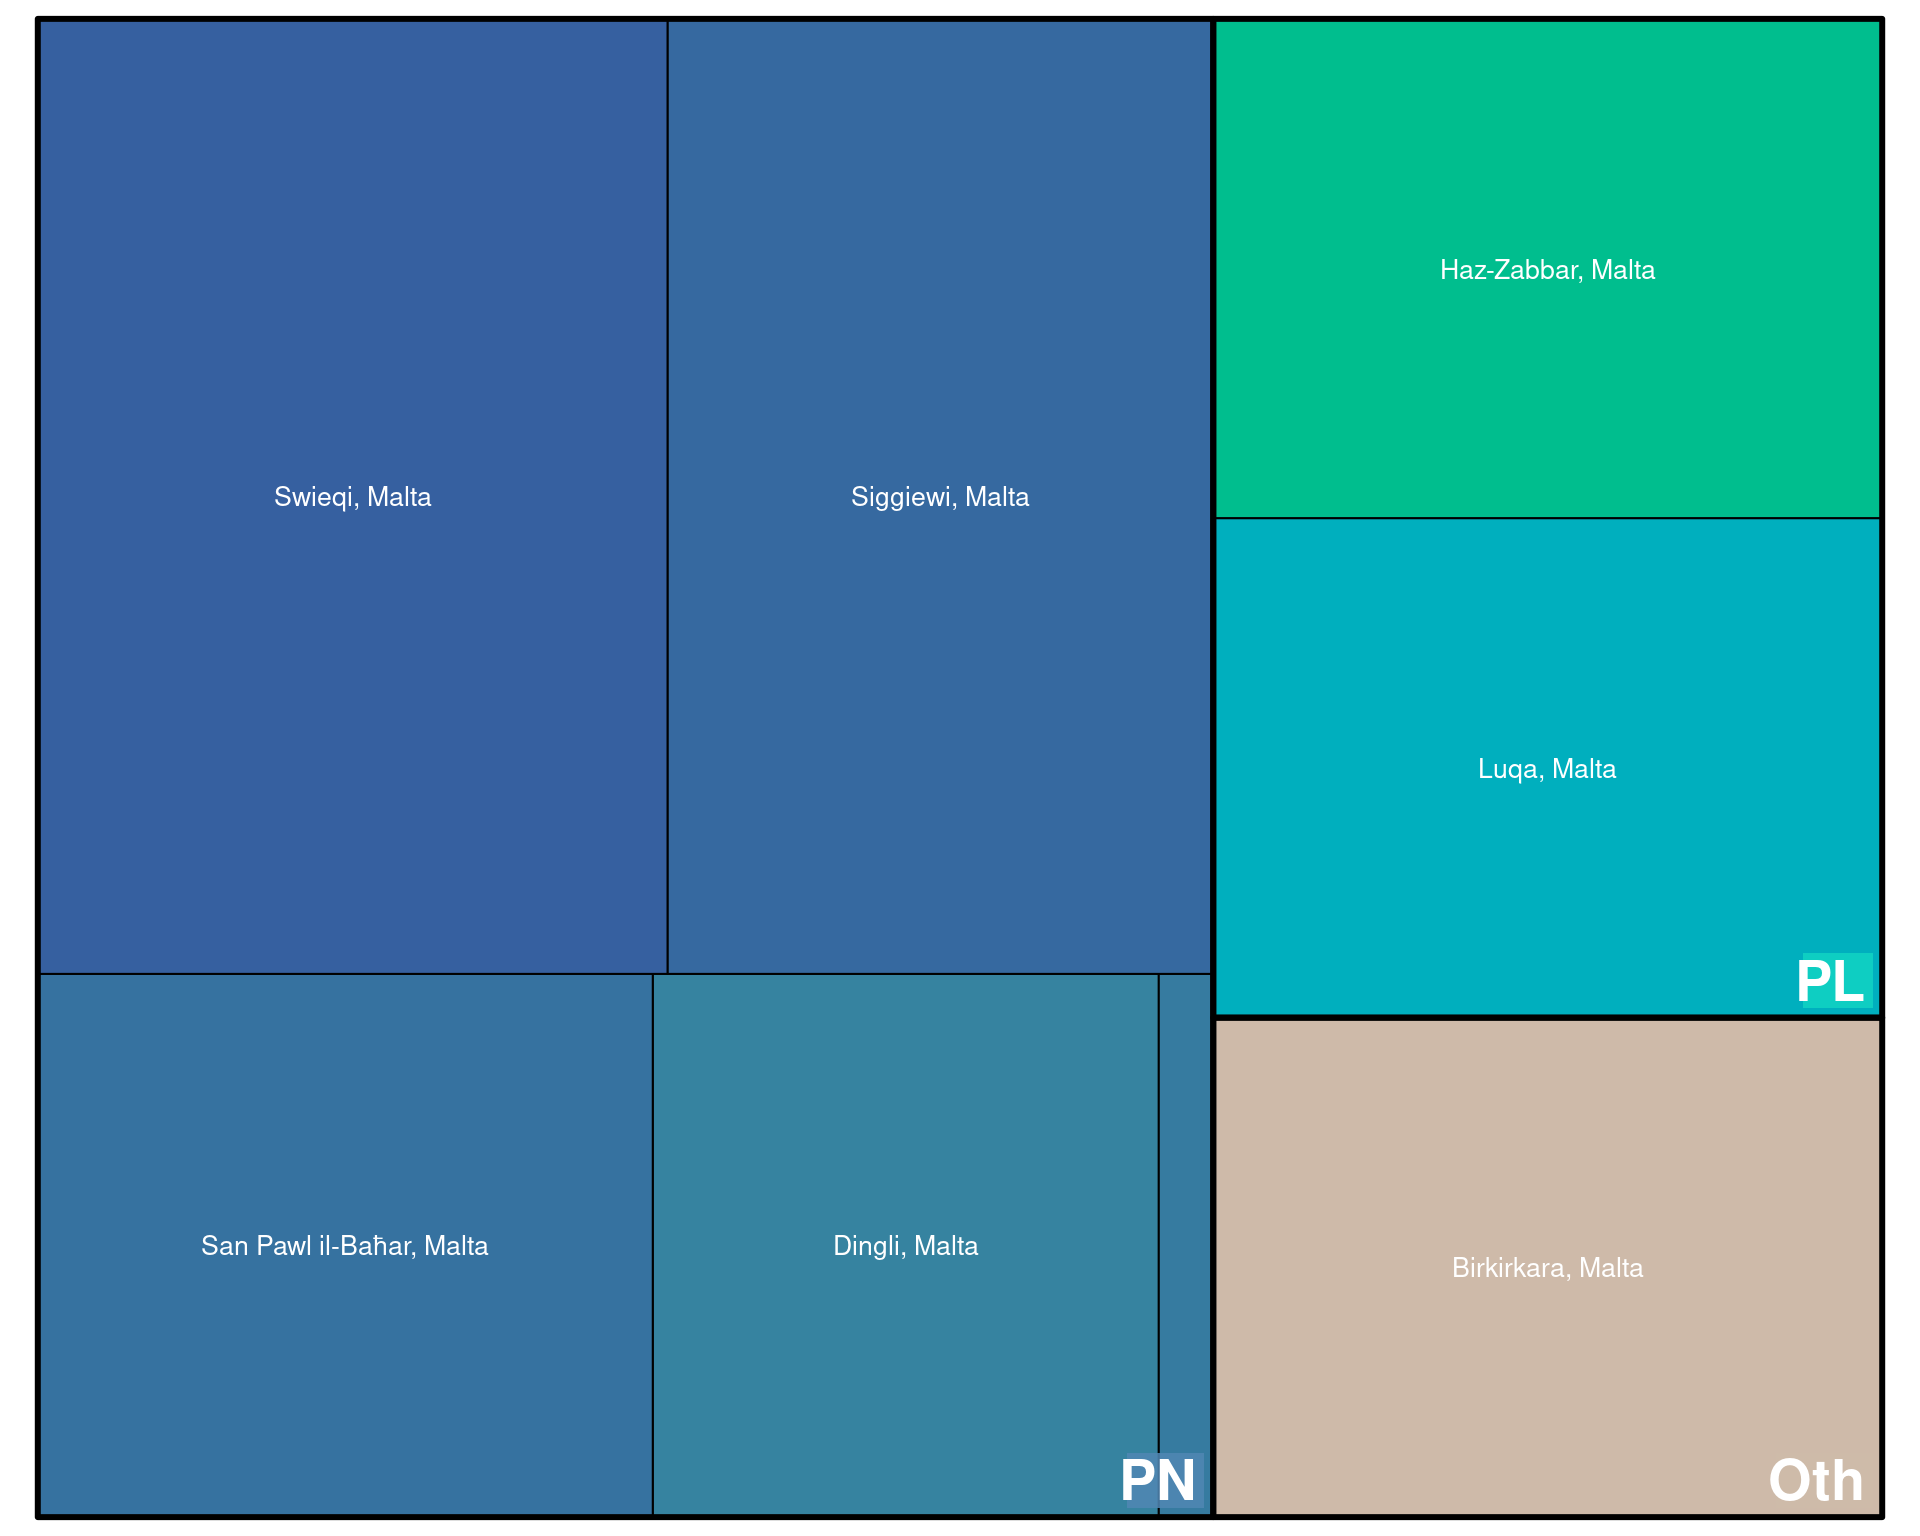 Swieqi, Malta
Siggiewi, Malta
Haz-Zabbar, Malta
Luqa, Malta
PL
San Pawl il-Baħar, Malta
Dingli, Malta
PN
Birkirkara, Malta
Oth